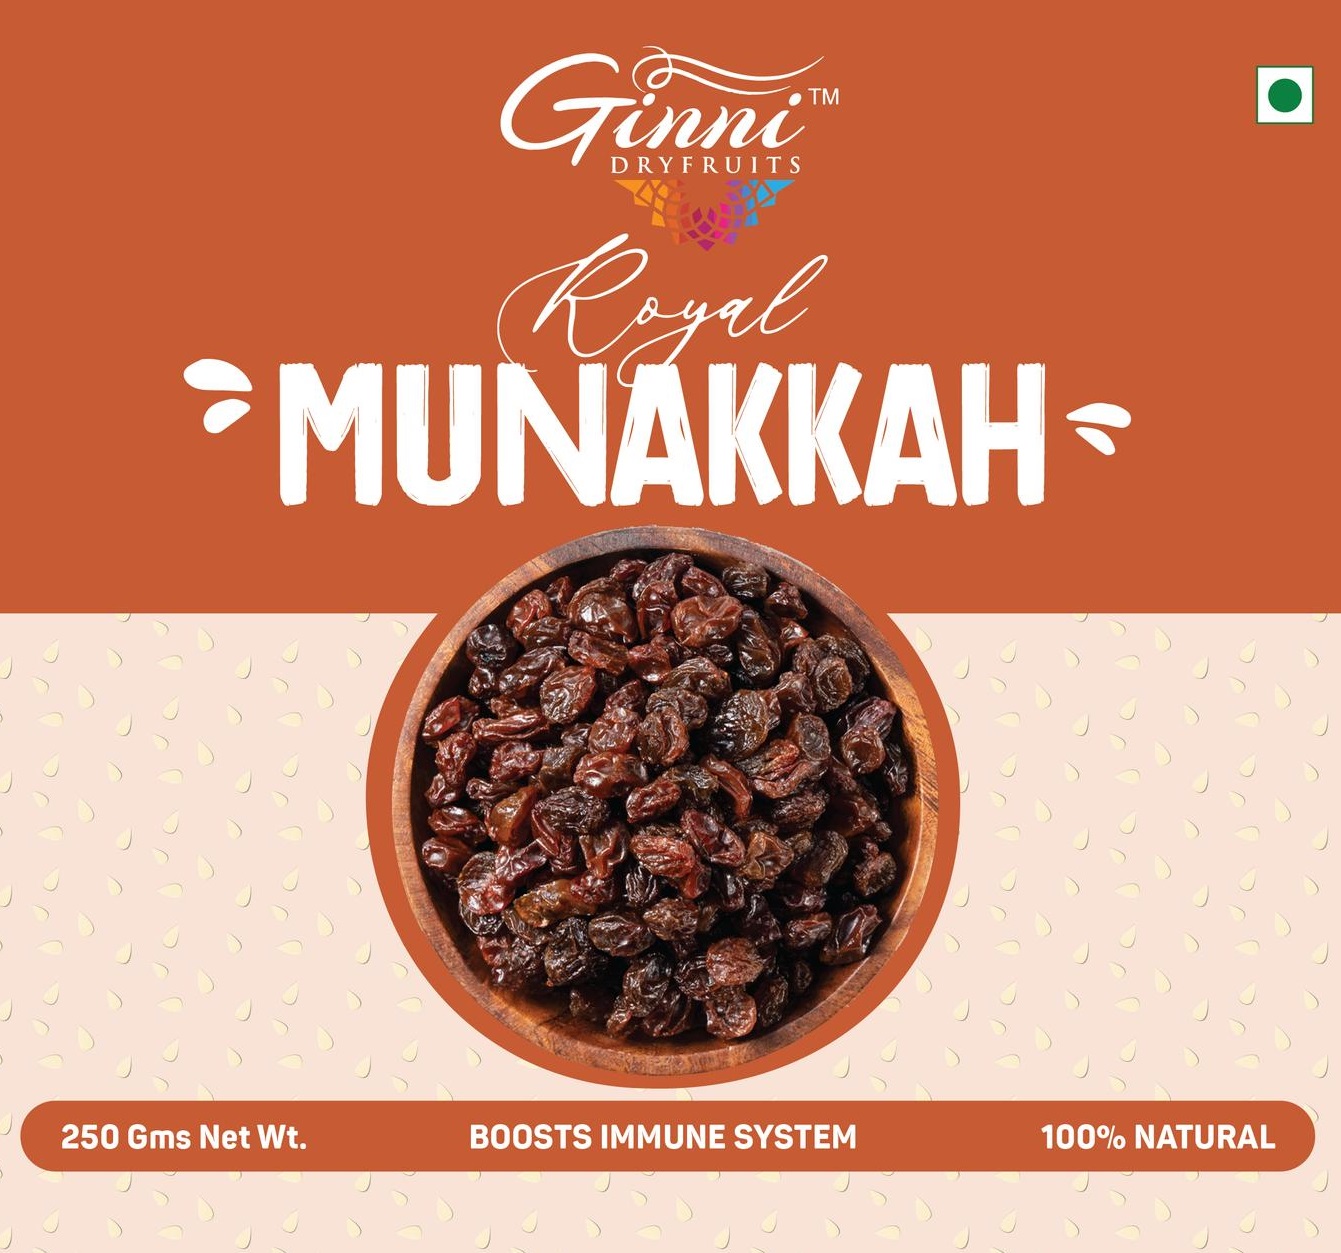 Ginni™
DRYFRUITS
Royal
MUNAKKAH
250 Gms Net Wt. BOOSTS IMMUNE SYSTEM 100% NATURAL